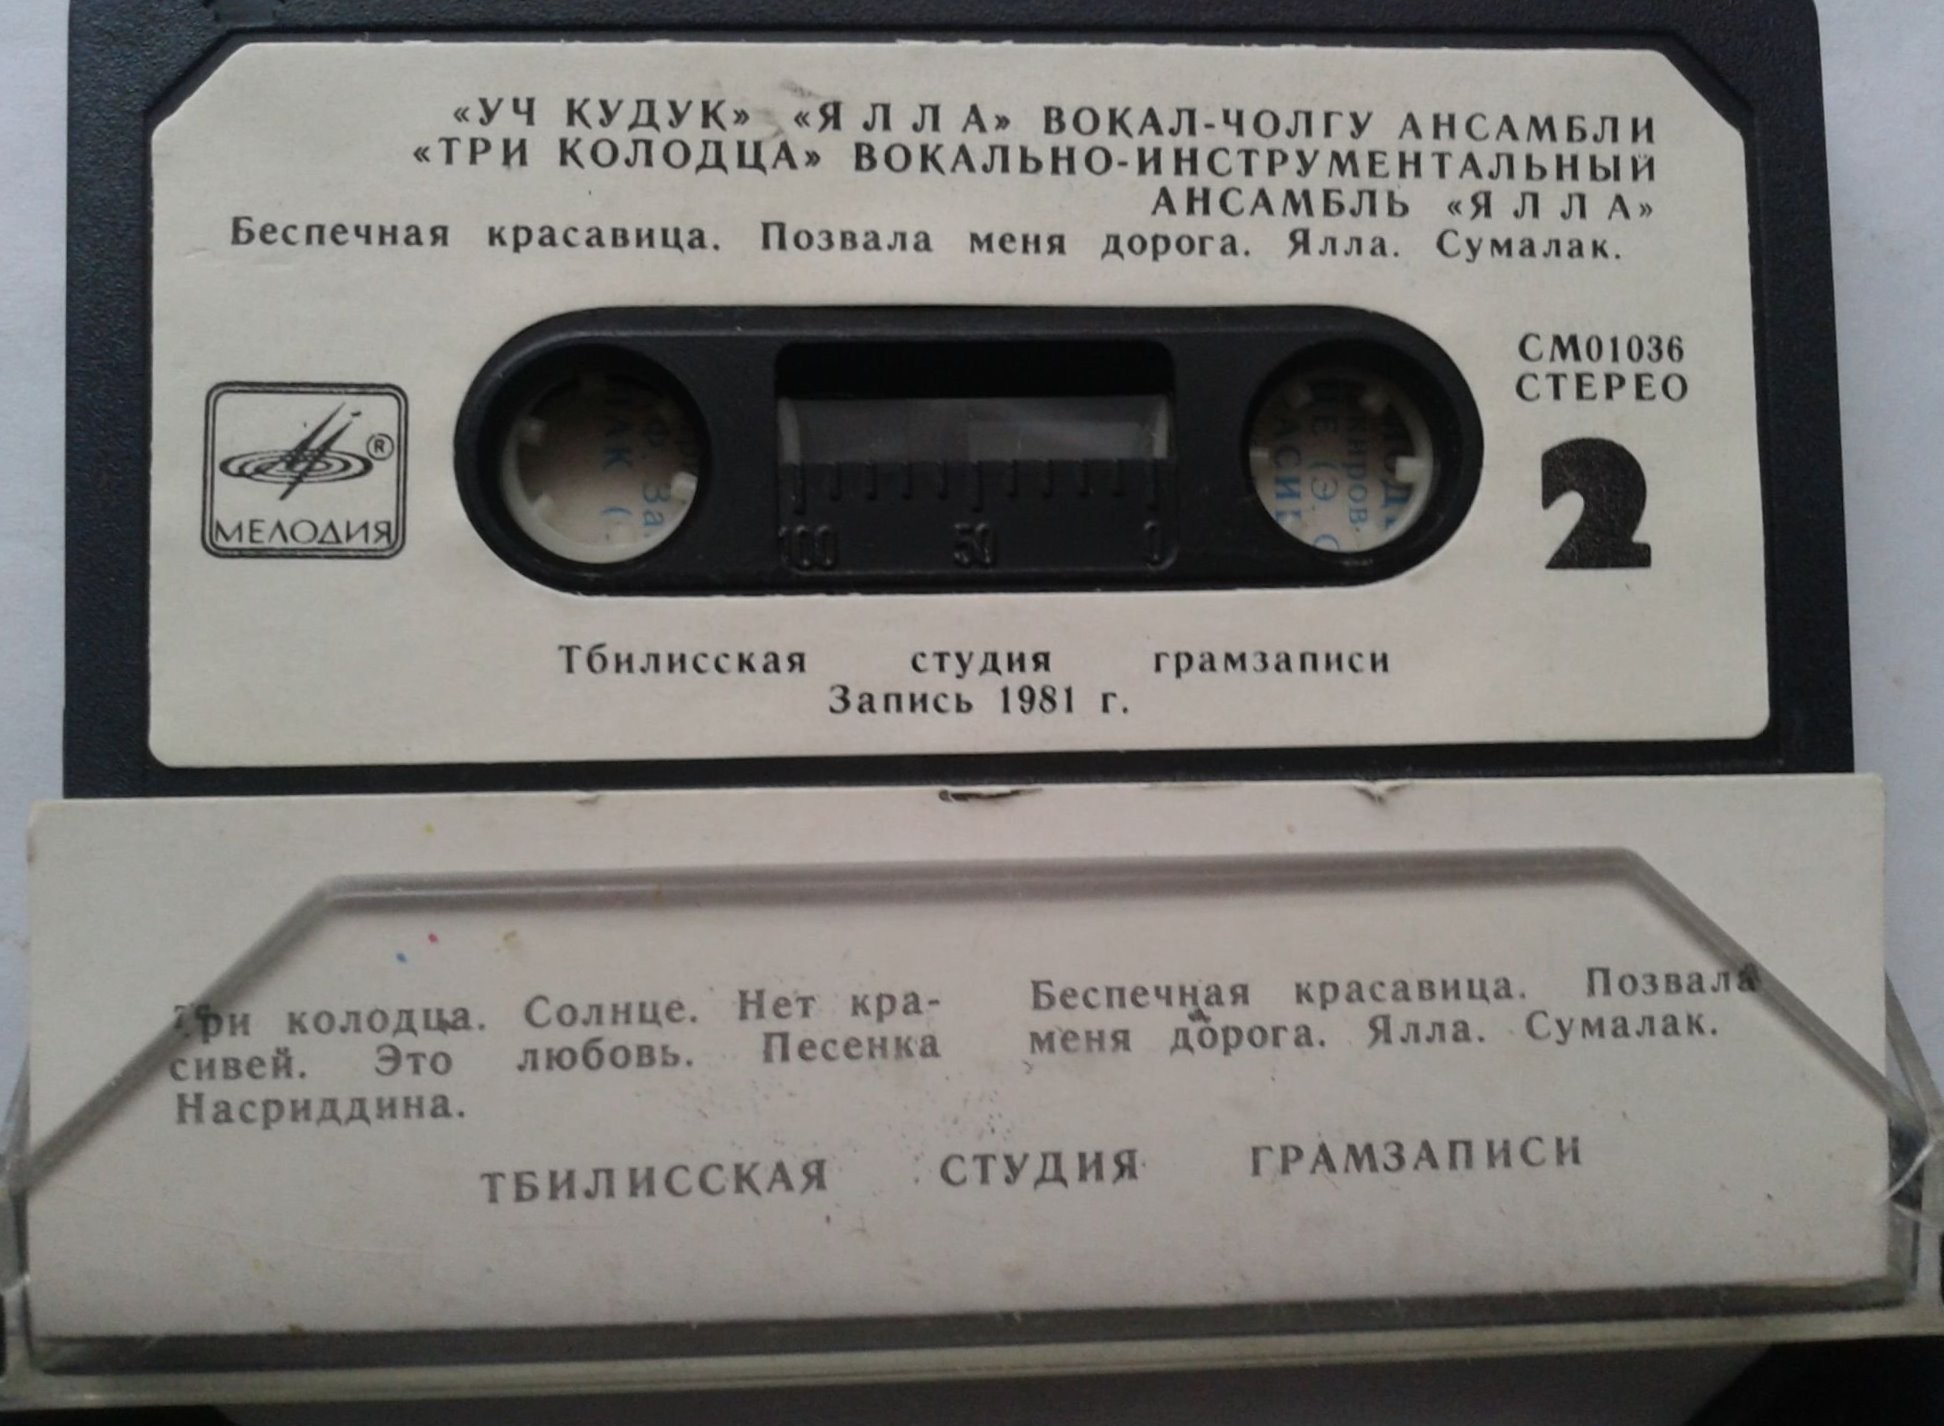 «УЧ КУДУК» «Я Л Л А» ВОКАЛ-ЧОЛГУ АНСАМБЛИ
«ТРИ КОЛОДЦА» ВОКАЛЬНО-ИНСТРУМЕНТАЛЬНЫЙ
АНСАМБЛЬ «Я Л Л А»
Беспечная красавица. Позвала меня дорога. Ялла. Сумалак.
СМ01036
СТЕРЕО
2
®
МЕЛОДИЯ
100 50 0
Тбилисская студия грамзаписи
Запись 1981 г.
Три колодца. Солнце. Нет кра-
сивей. Это любовь. Песенка
Насриддина.
Беспечная красавица. Позвала
меня дорога. Ялла. Сумалак.
ТБИЛИССКАЯ СТУДИЯ ГРАМЗАПИСИ